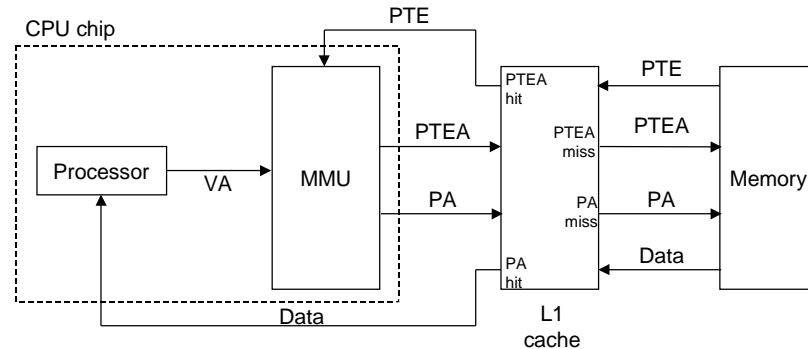 PTE
CPU chip
PTEA
hit
PTE
PTEA
PTEA
miss
PTEA
Processor
VA
MMU
Memory
PA
PA
miss
PA
PA
hit
Data
Data
L1
cache